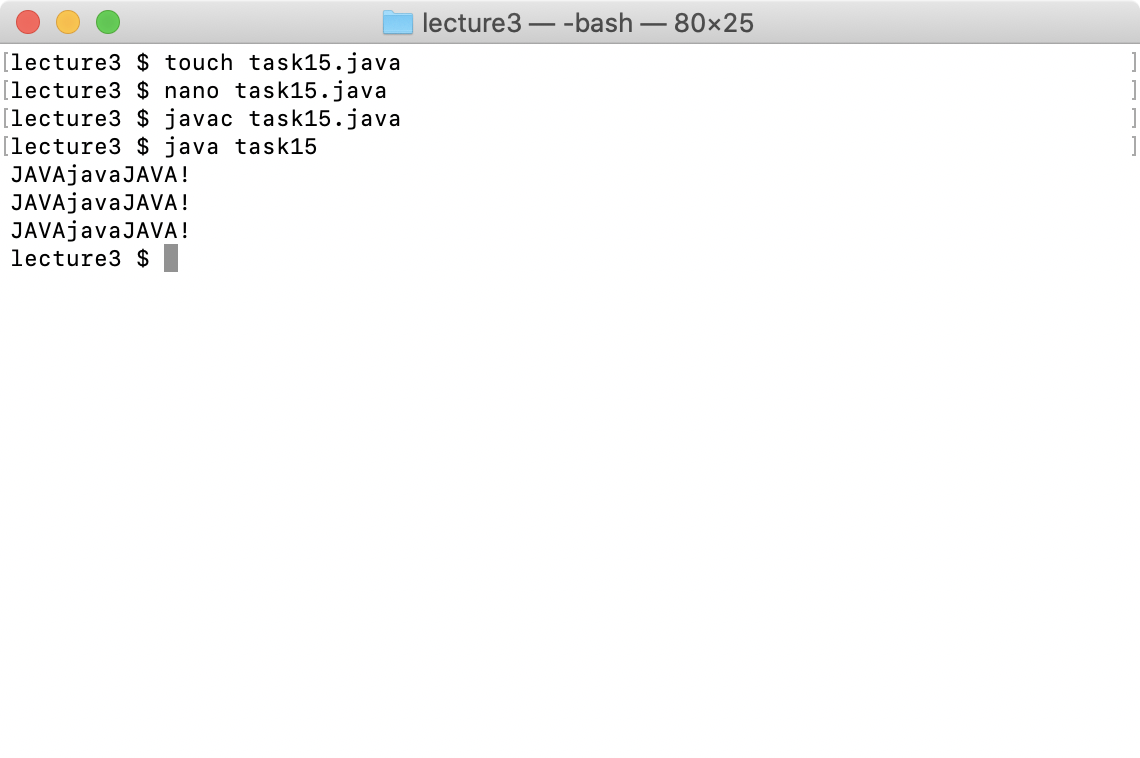 lecture3 — -bash — 80×25
[lecture3 $ touch task15.java ]
[lecture3 $ nano task15.java ]
[lecture3 $ javac task15.java ]
[lecture3 $ java task15 ]
JAVAjavaJAVA!
JAVAjavaJAVA!
JAVAjavaJAVA!
lecture3 $